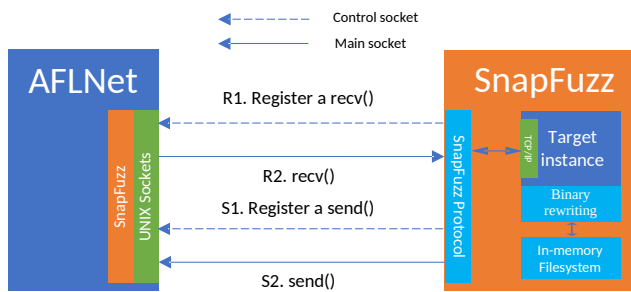 Control socket
Main socket
AFLNet
SnapFuzz
R1. Register a recv()
R2. recv()
S1. Register a send()
S2. send()
SnapFuzz
UNIX Sockets
SnapFuzz Protocol
TCP/IP
Target
instance
Binary
rewriting
In-memory
Filesystem